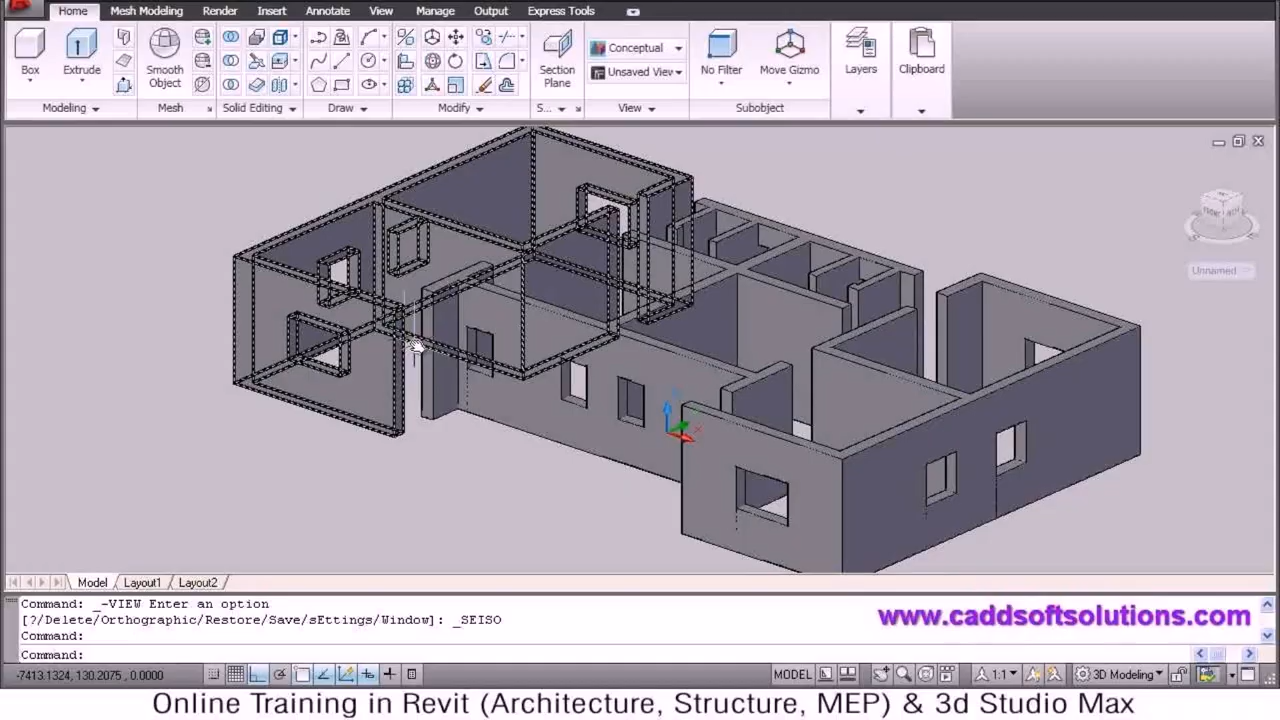 Home Mesh Modeling Render Insert Annotate View Manage Output Express Tools
Box Extrude Smooth Object Section Plane Conceptual Unsaved View No Filter Move Gizmo Layers Clipboard
Modeling Mesh Solid Editing Draw Modify S... View Subobject
Unnamed
Model Layout1 Layout2
Command: _-VIEW Enter an option
[?/Delete/Orthographic/Restore/Save/sEttings/Window]: _SEISO
Command:
Command:
www.caddsoftsolutions.com
-7413.1324, 130.2075, 0.0000 MODEL 1:1 3D Modeling
Online Training in Revit (Architecture, Structure, MEP) & 3d Studio Max